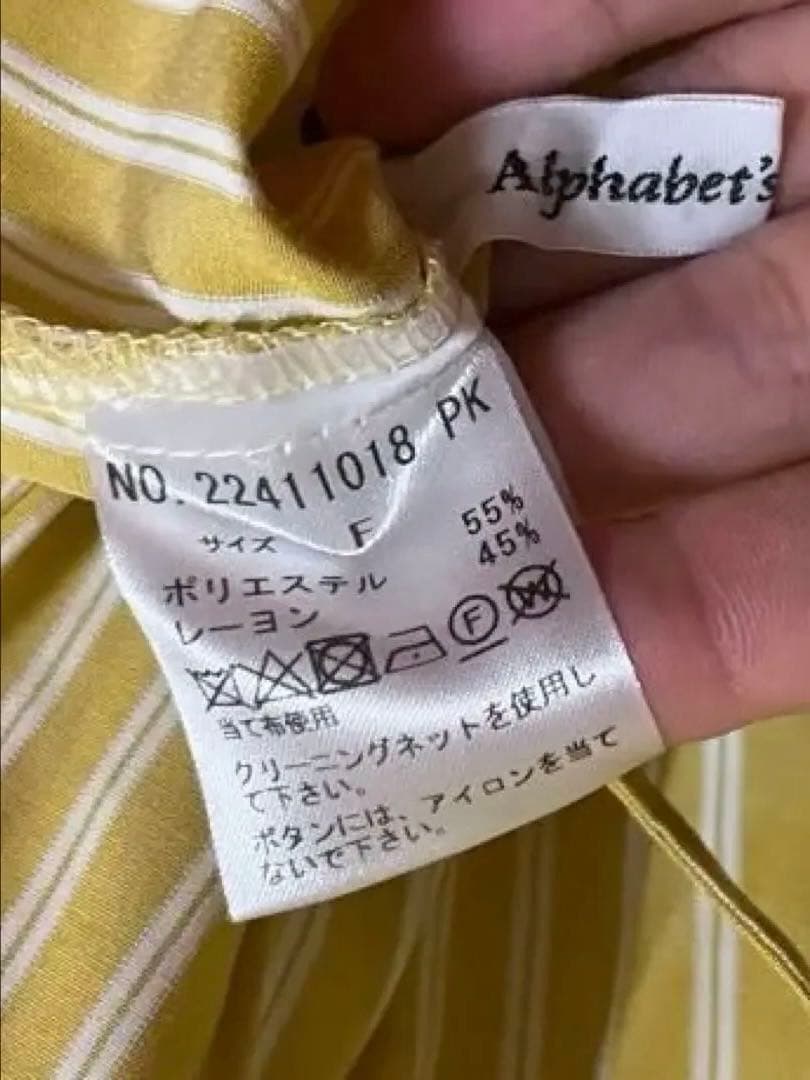 Alphabet's
NO.22411018 PK
サイズ F
ポリエステル 55%
レーヨン 45%
F W
当て布使用
クリーニングネットを使用し
て下さい。
ボタンには、アイロンを当て
ないで下さい。